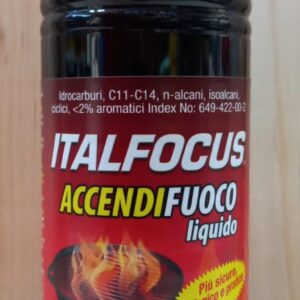 Idrocarburi, C11-C14, n-alcani, isoalcani,
ciclici, <2% aromatici Index No: 649-422-00-2
ITALFOCUS
ACCENDIFUOCO
liquido
Più sicuro,
e pratico